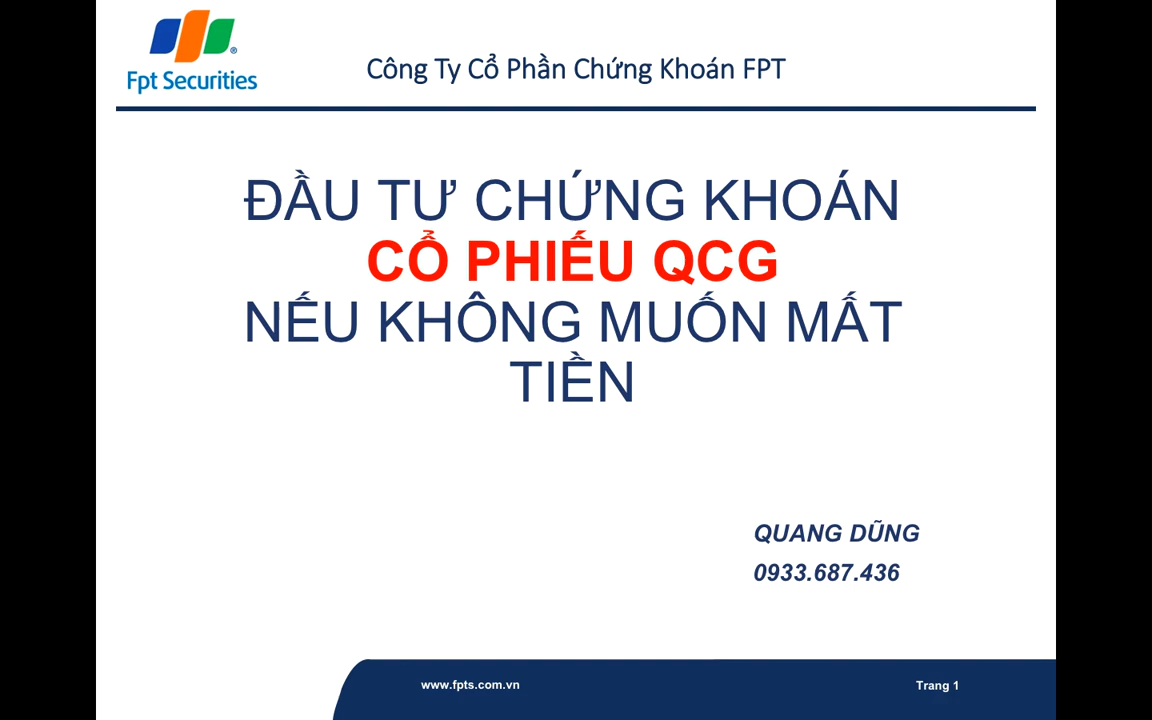 Fpt Securities
Công Ty Cổ Phần Chứng Khoán FPT
ĐẦU TƯ CHỨNG KHOÁN
CỔ PHIẾU QCG
NẾU KHÔNG MUỐN MẤT
TIỀN
QUANG DŨNG
0933.687.436
www.fpts.com.vn
Trang 1